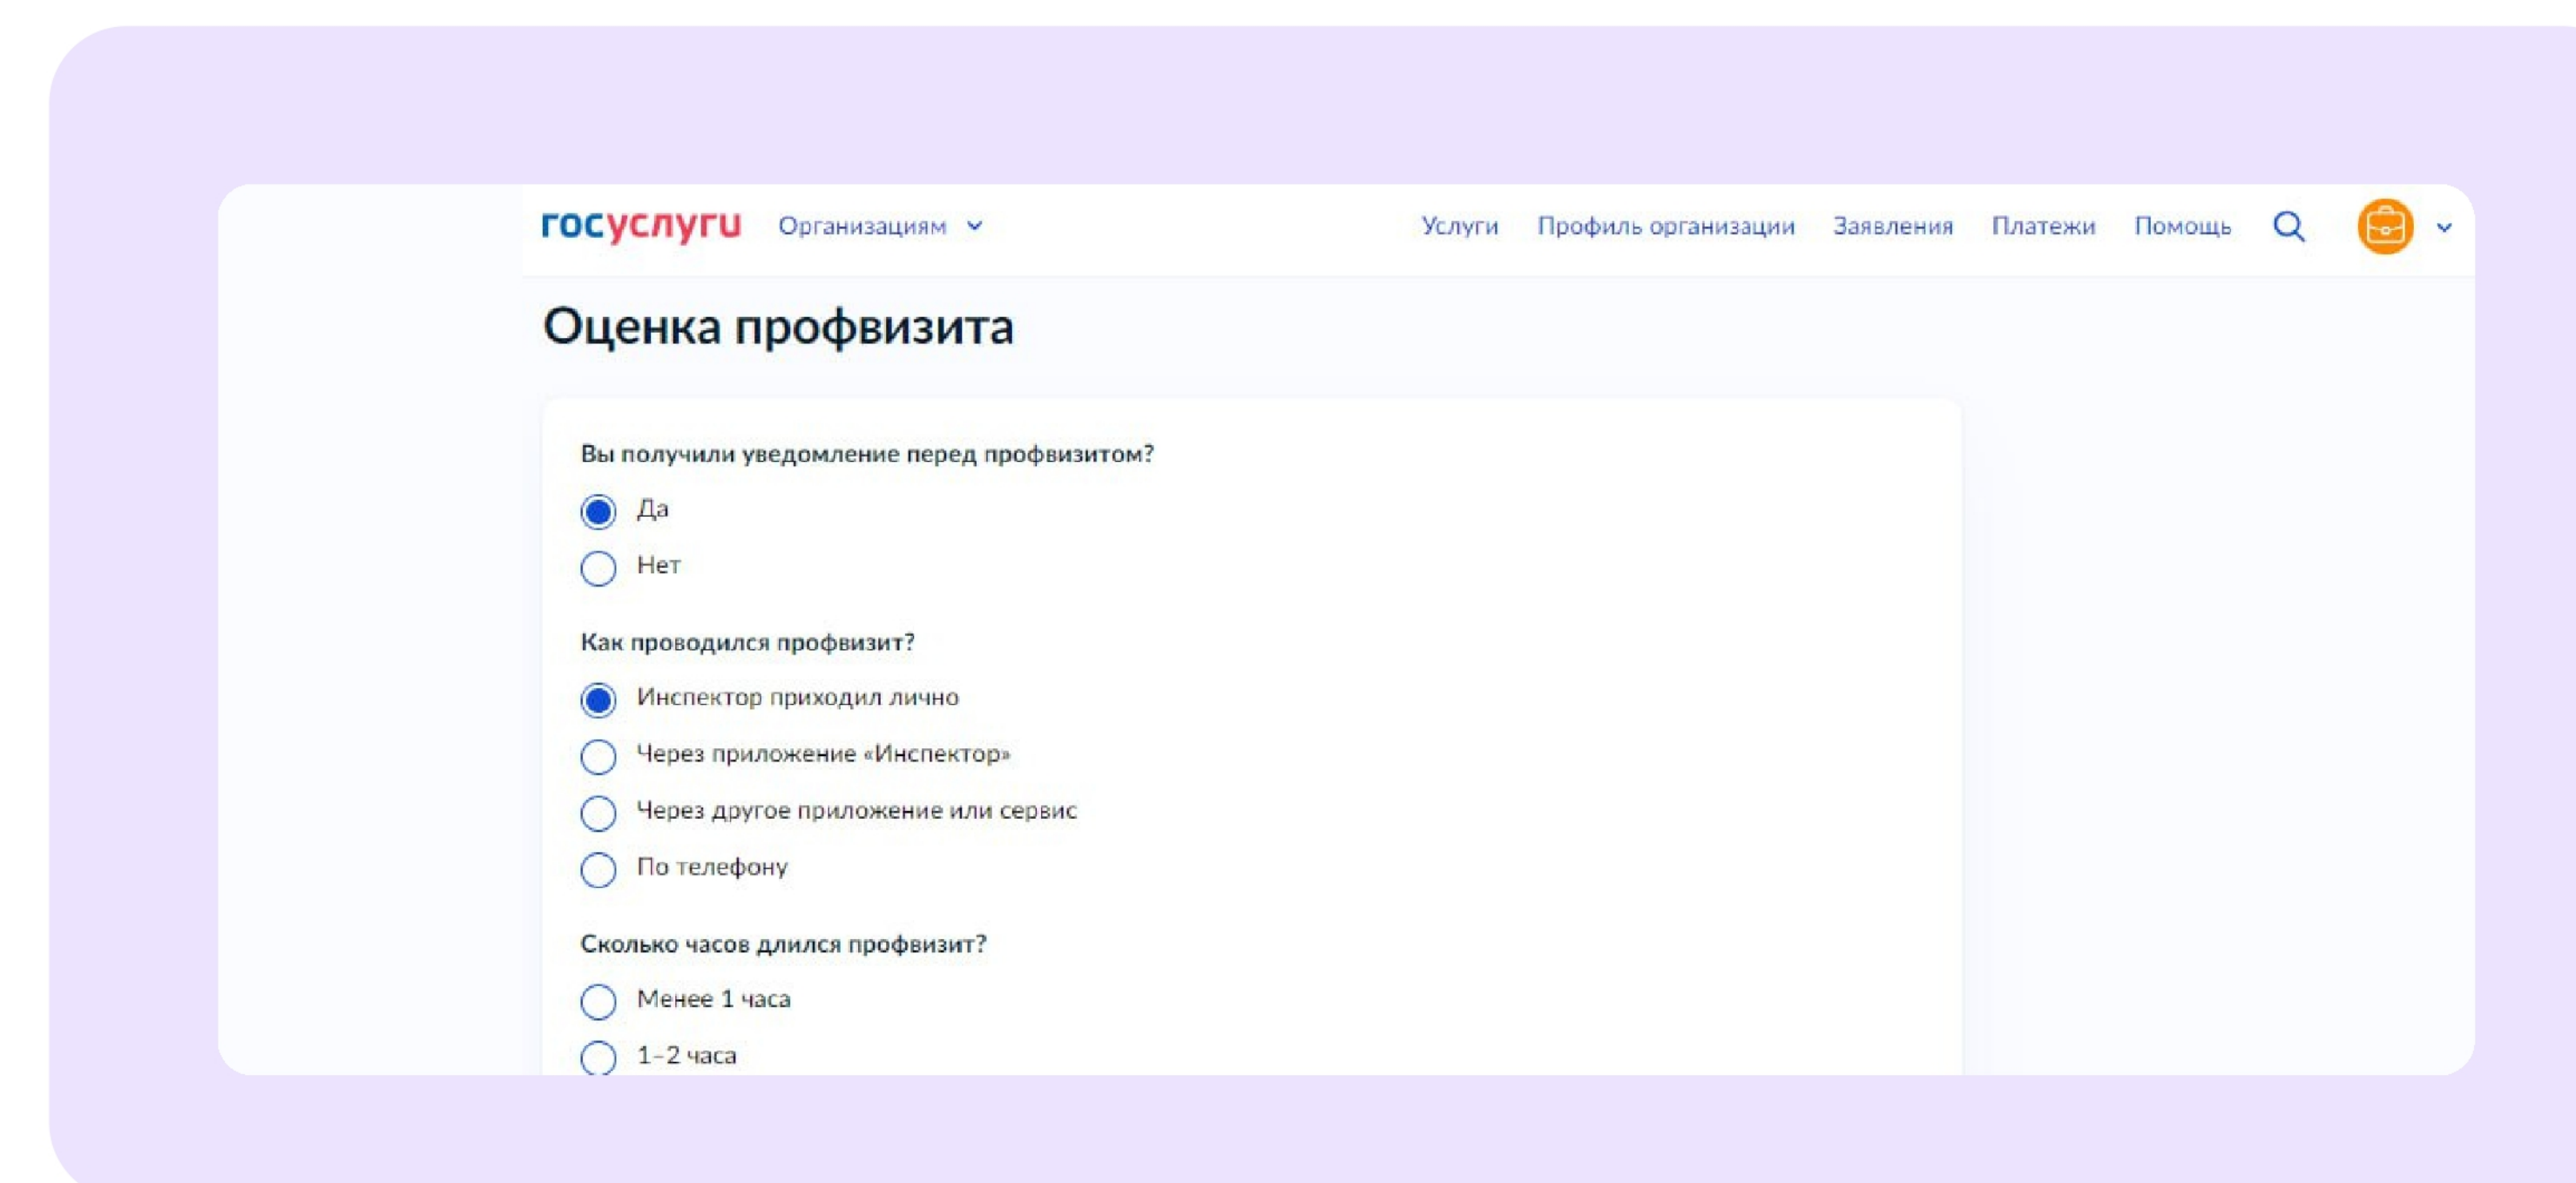 госуслуги Организациям Услуги Профиль организации Заявления Платежи Помощь
Оценка профвизита
Вы получили уведомление перед профвизитом?
Да
Нет
Как проводился профвизит?
Инспектор приходил лично
Через приложение «Инспектор»
Через другое приложение или сервис
По телефону
Сколько часов длился профвизит?
Менее 1 часа
1–2 часа